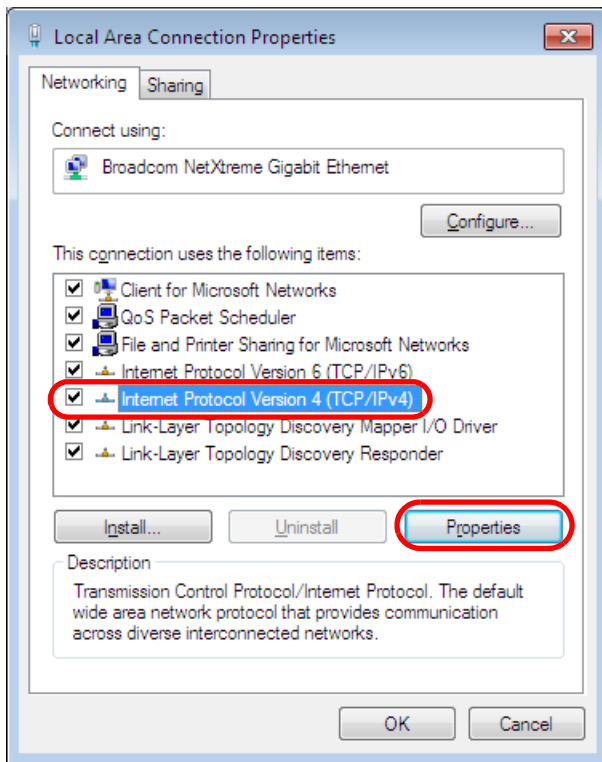 Local Area Connection Properties
Networking
Sharing
Connect using:
Broadcom NetXtreme Gigabit Ethernet
Configure...
This connection uses the following items:
Client for Microsoft Networks
QoS Packet Scheduler
File and Printer Sharing for Microsoft Networks
Internet Protocol Version 6 (TCP/IPv6)
Internet Protocol Version 4 (TCP/IPv4)
Link-Layer Topology Discovery Mapper I/O Driver
Link-Layer Topology Discovery Responder
Install...
Uninstall
Properties
Description
Transmission Control Protocol/Internet Protocol. The default
wide area network protocol that provides communication
across diverse interconnected networks.
OK
Cancel